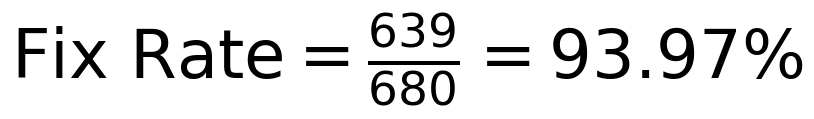 Fix Rate = 639/680 = 93.97%